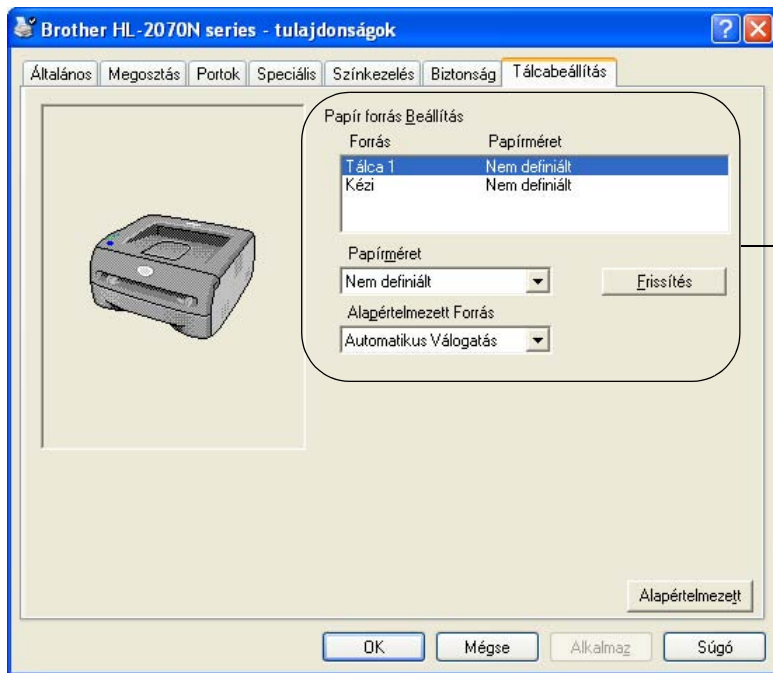 Brother HL-2070N series - tulajdonságok
Általános Megosztás Portok Speciális Színkezelés Biztonság Tálcabeállítás
Papír forrás Beállítás
Forrás Papírméret
Tálca 1 Nem definiált
Kézi Nem definiált
Papírméret
Nem definiált Frissítés
Alapértelmezett Forrás
Automatikus Válogatás
Alapértelmezett
OK Mégse Alkalmaz Súgó